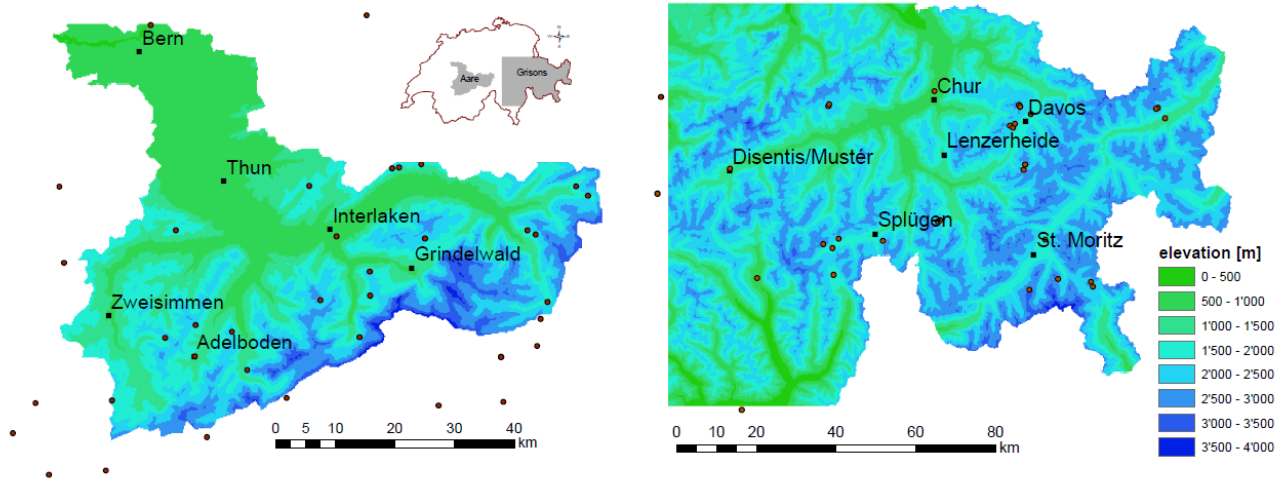 Bern
Thun
Interlaken
Grindelwald
Zweisimmen
Adelboden
0 5 10 20 30 40
km
Aare
Grisons
N
W
E
S
Chur
Davos
Lenzerheide
Disentis/Mustér
Splügen
St. Moritz
0 10 20 40 60 80
km
elevation [m]
0 - 500
500 - 1'000
1'000 - 1'500
1'500 - 2'000
2'000 - 2'500
2'500 - 3'000
3'000 - 3'500
3'500 - 4'000